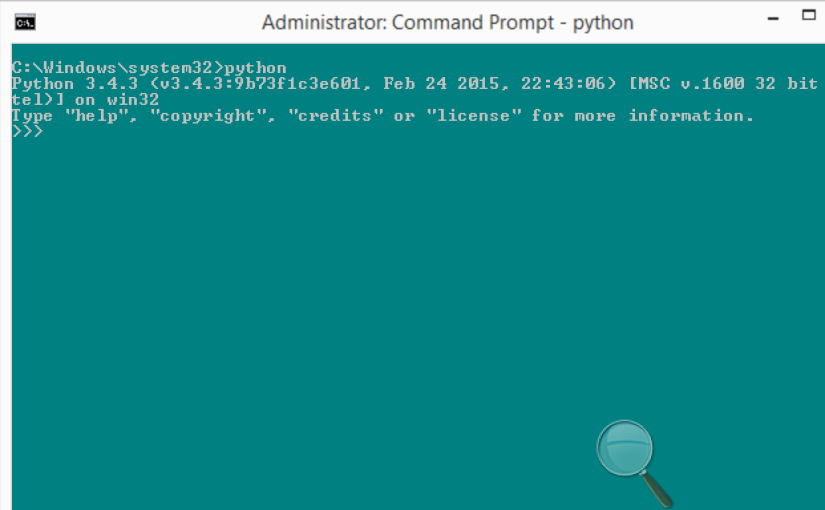 Administrator: Command Prompt - python
C:\Windows\system32>python
Python 3.4.3 (v3.4.3:9b73f1c3e601, Feb 24 2015, 22:43:06) [MSC v.1600 32 bit
tel)] on win32
Type "help", "copyright", "credits" or "license" for more information.
>>>